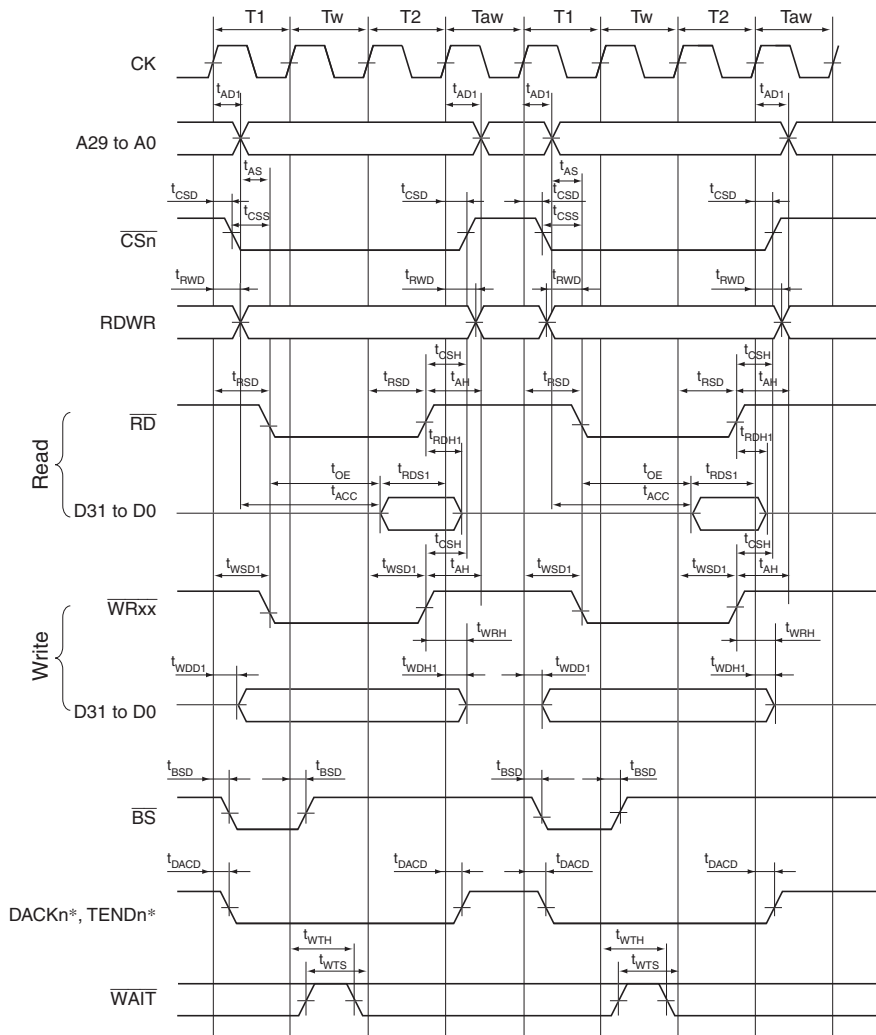 T1 Tw T2 Taw T1 Tw T2 Taw
CK
tAD1 tAD1 tAD1 tAD1
A29 to A0
tAS tAS
tCSD tCSD tCSD tCSD
tCSS tCSS
CSn
tRWD tRWD tRWD tRWD
RDWR
tCSH tCSH
tRSD tRSD tAH tRSD tRSD tAH
RD
tRDH1 tRDH1
Read
tOE tRDS1 tOE tRDS1
tACC tACC
D31 to D0
tCSH tCSH
tWSD1 tWSD1 tAH tWSD1 tWSD1 tAH
WRxx
tWRH tWRH
Write
tWDD1 tWDH1 tWDD1 tWDH1
D31 to D0
tBSD tBSD tBSD tBSD
BS
tDACD tDACD tDACD tDACD
DACKn*, TENDn*
tWTH tWTH
tWTS tWTS
WAIT